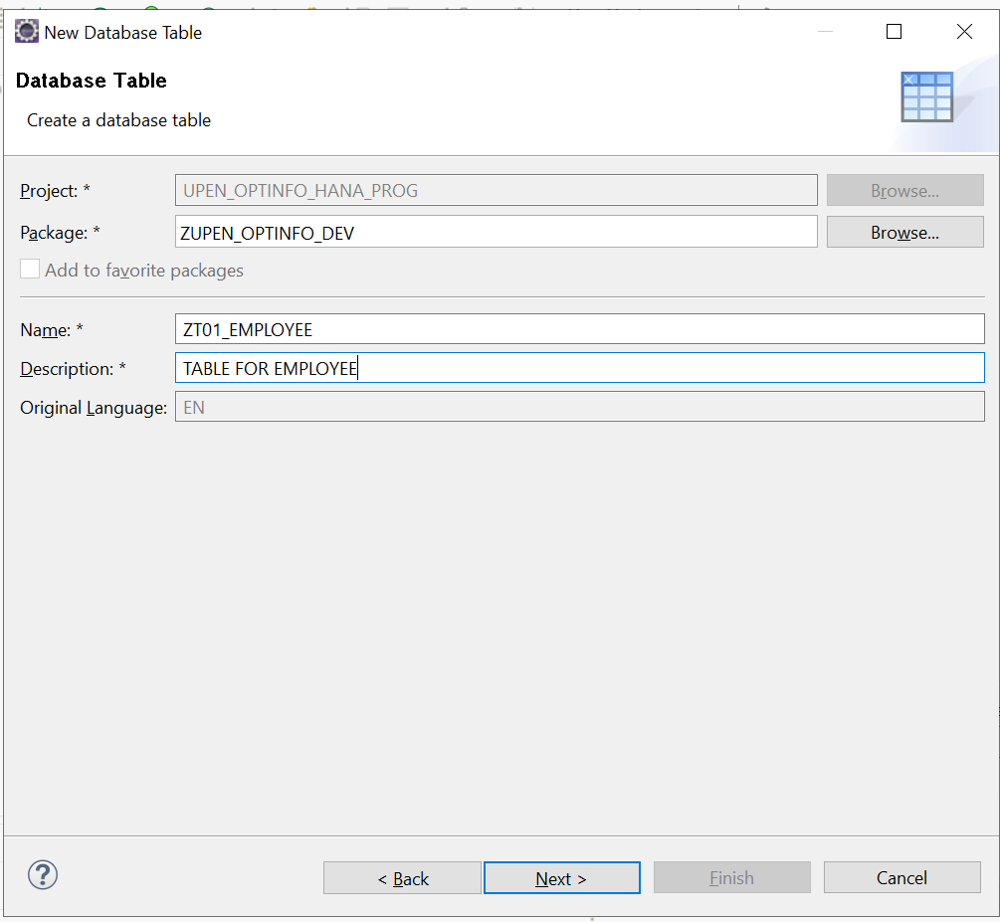 New Database Table
Database Table
Create a database table
Project: * UPEN_OPTINFO_HANA_PROG Browse...
Package: * ZUPEN_OPTINFO_DEV Browse...
Add to favorite packages
Name: * ZT01_EMPLOYEE
Description: * TABLE FOR EMPLOYEE
Original Language: EN
? < Back Next > Finish Cancel